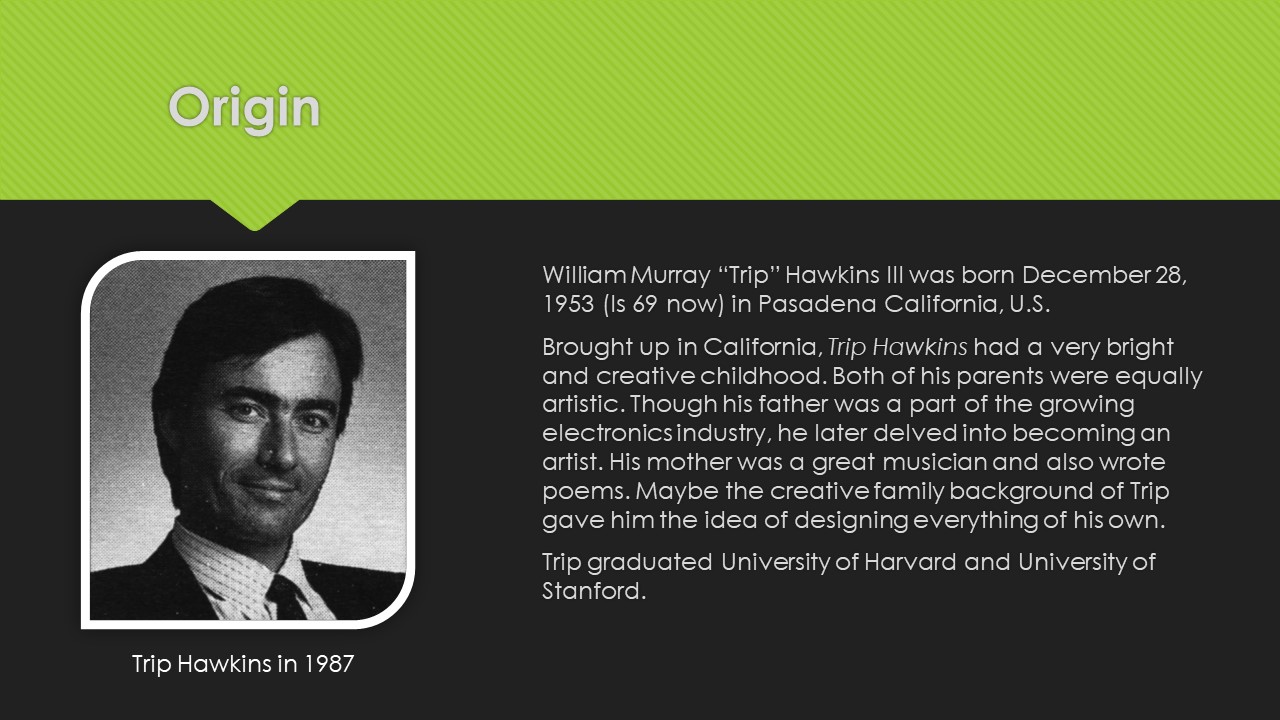 Origin
William Murray “Trip” Hawkins III was born December 28,
1953 (Is 69 now) in Pasadena California, U.S.
Brought up in California, Trip Hawkins had a very bright
and creative childhood. Both of his parents were equally
artistic. Though his father was a part of the growing
electronics industry, he later delved into becoming an
artist. His mother was a great musician and also wrote
poems. Maybe the creative family background of Trip
gave him the idea of designing everything of his own.
Trip graduated University of Harvard and University of
Stanford.
Trip Hawkins in 1987